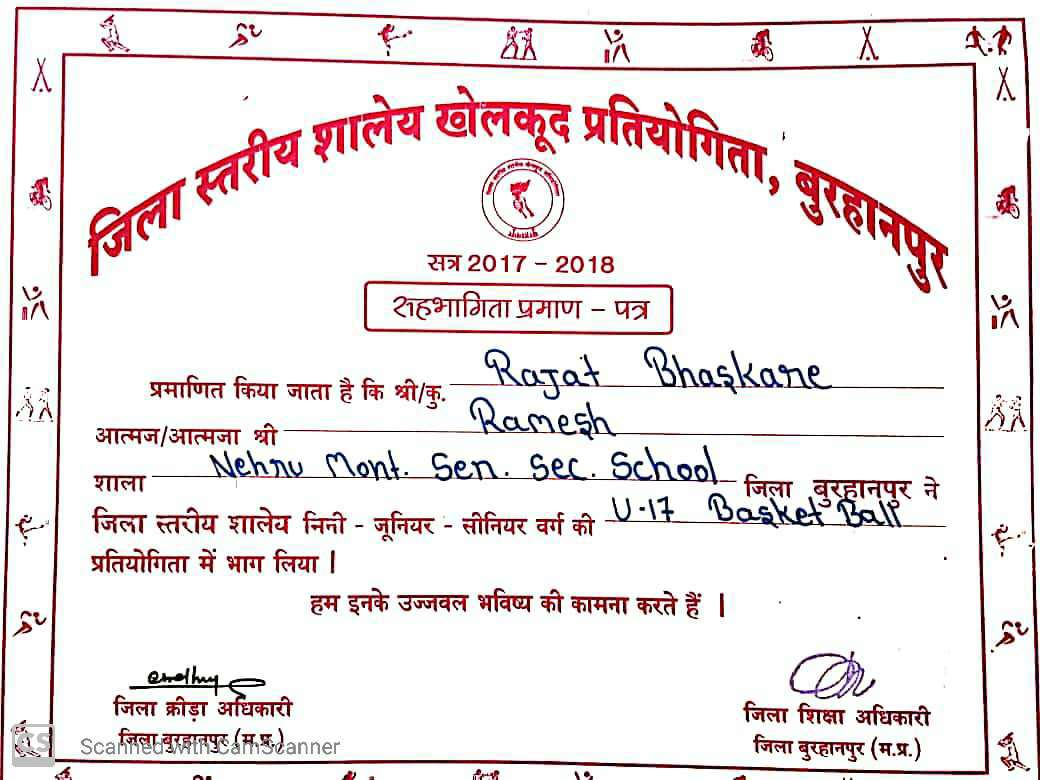 जिला स्तरीय शालेय खेलकूद प्रतियोगिता, बुरहानपुर
सत्र 2017 - 2018
सहभागिता प्रमाण - पत्र
प्रमाणित किया जाता है कि श्री/कु. Rajat Bhaskare
आत्मज/आत्मजा श्री Ramesh
शाला Nehru Mont. Sen. Sec. School जिला बुरहानपुर ने
जिला स्तरीय शालेय मिनी - जूनियर - सीनियर वर्ग की U-17 Basket Ball
प्रतियोगिता में भाग लिया |
हम इनके उज्जवल भविष्य की कामना करते हैं |
जिला क्रीड़ा अधिकारी
जिला बुरहानपुर (म.प्र.)
जिला शिक्षा अधिकारी
जिला बुरहानपुर (म.प्र.)
CS Scanned with CamScanner